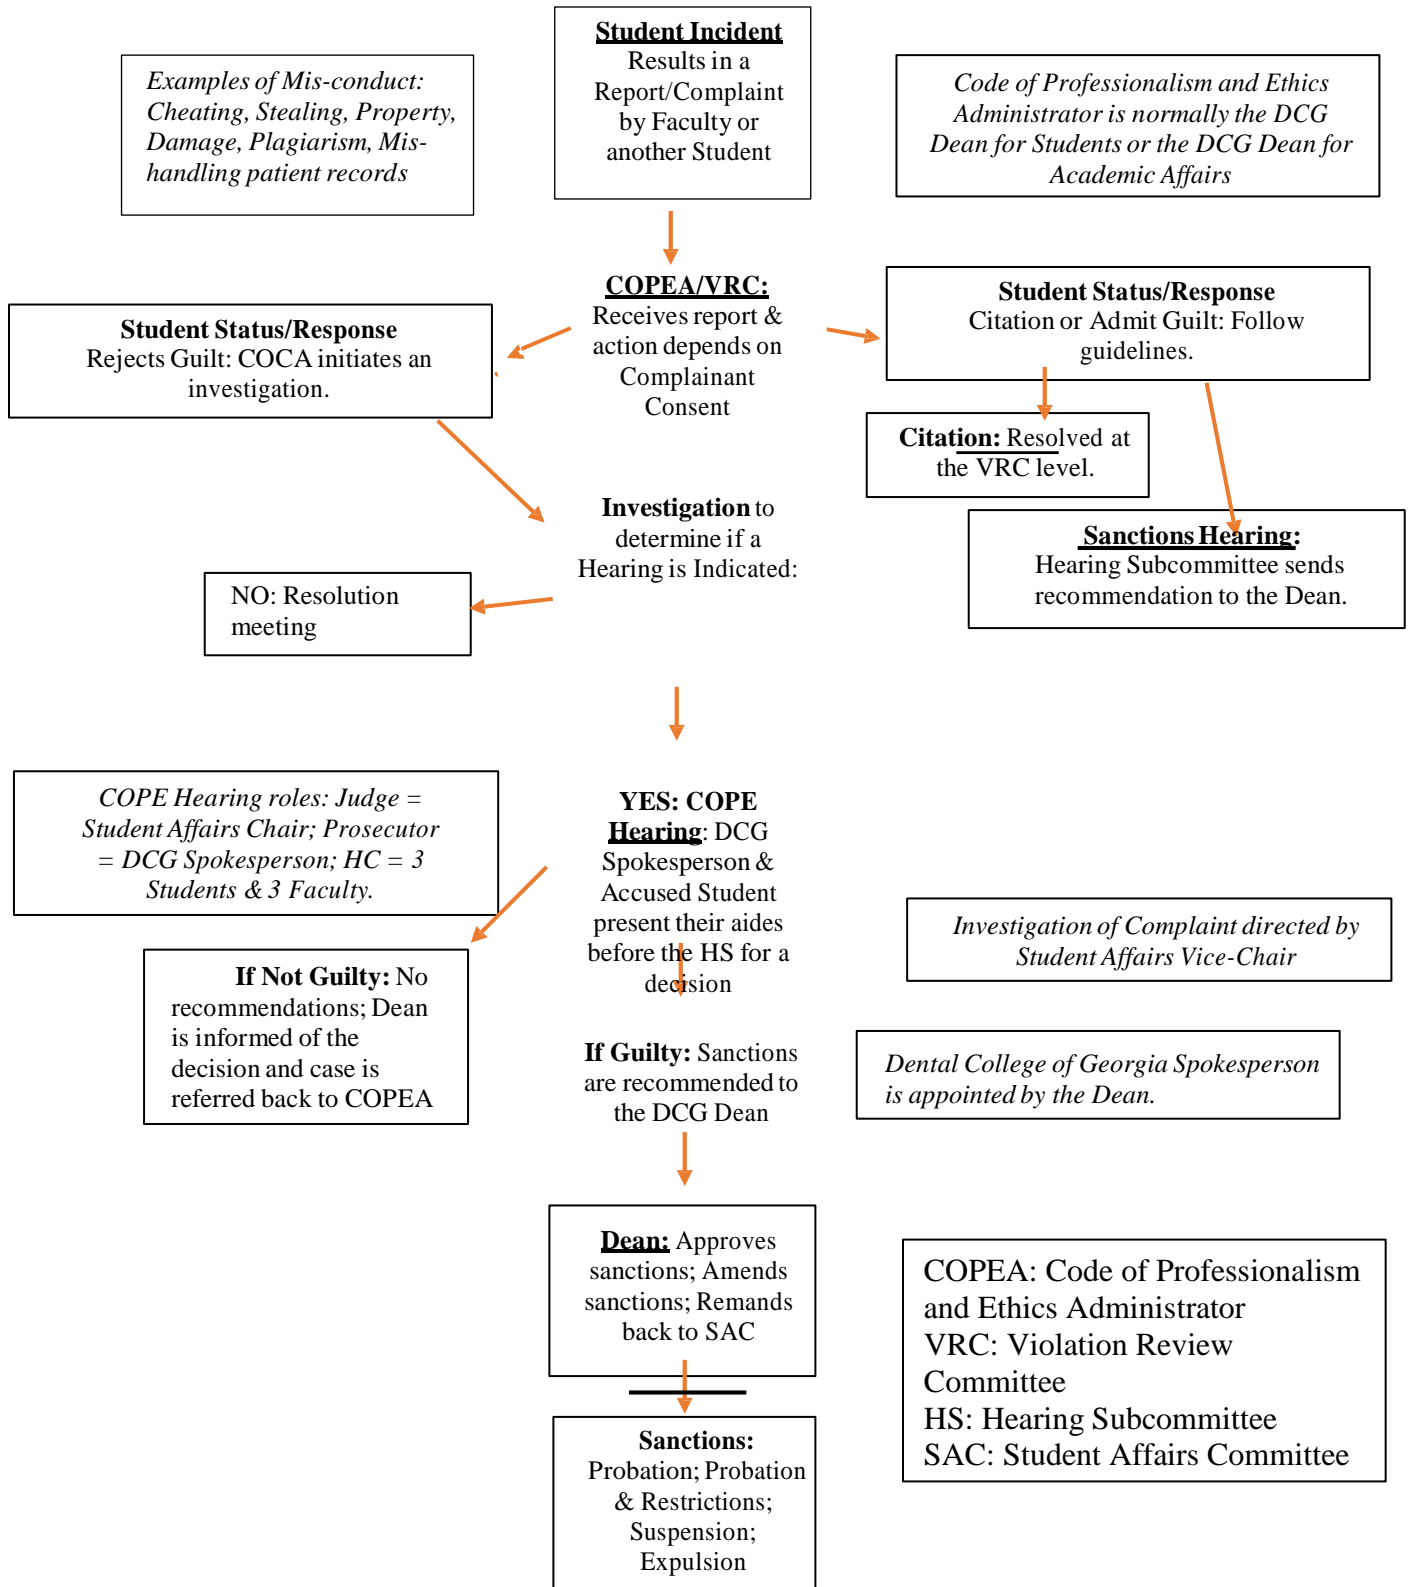 Student Incident
Results in a
Report/Complaint
by Faculty or
another Student
Examples of Mis-conduct:
Cheating, Stealing, Property,
Damage, Plagiarism, Mis-
handling patient records
Code of Professionalism and Ethics
Administrator is normally the DCG
Dean for Students or the DCG Dean for
Academic Affairs
COPEA/VRC:
Receives report &
action depends on
Complainant
Consent
Student Status/Response
Rejects Guilt: COCA initiates an
investigation.
Student Status/Response
Citation or Admit Guilt: Follow
guidelines.
Citation: Resolved at
the VRC level.
Investigation to
determine if a
Hearing is Indicated:
Sanctions Hearing:
Hearing Subcommittee sends
recommendation to the Dean.
NO: Resolution
meeting
COPE Hearing roles: Judge =
Student Affairs Chair; Prosecutor
= DCG Spokesperson; HC = 3
Students & 3 Faculty.
YES: COPE
Hearing: DCG
Spokesperson &
Accused Student
present their aides
before the HS for a
decision
Investigation of Complaint directed by
Student Affairs Vice-Chair
If Not Guilty: No
recommendations; Dean
is informed of the
decision and case is
referred back to COPEA
If Guilty: Sanctions
are recommended to
the DCG Dean
Dental College of Georgia Spokesperson
is appointed by the Dean.
Dean: Approves
sanctions; Amends
sanctions; Remands
back to SAC
COPEA: Code of Professionalism
and Ethics Administrator
VRC: Violation Review
Committee
HS: Hearing Subcommittee
SAC: Student Affairs Committee
Sanctions:
Probation; Probation
& Restrictions;
Suspension;
Expulsion